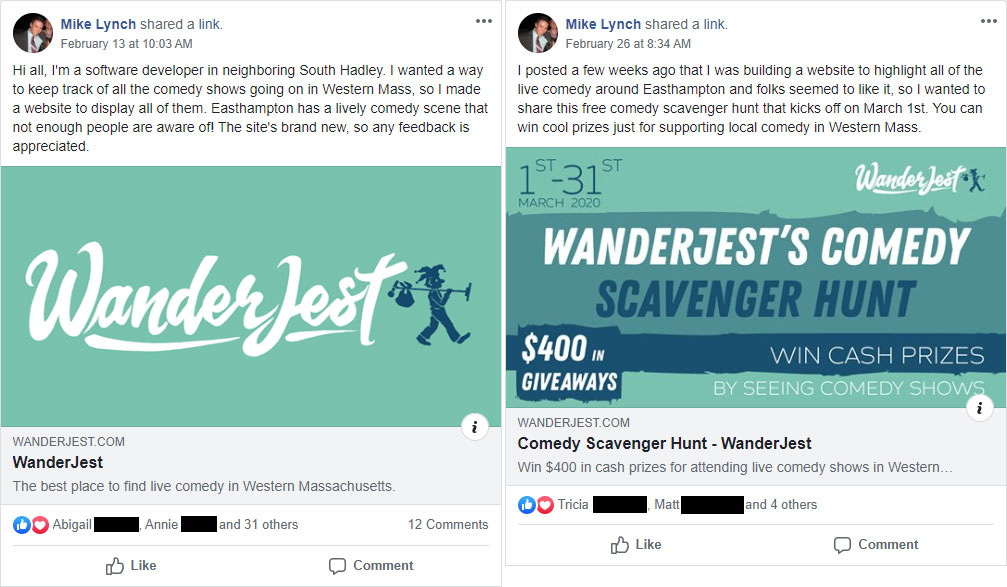 Mike Lynch shared a link.
February 13 at 10:03 AM
Hi all, I'm a software developer in neighboring South Hadley. I wanted a way
to keep track of all the comedy shows going on in Western Mass, so I made
a website to display all of them. Easthampton has a lively comedy scene that
not enough people are aware of! The site's brand new, so any feedback is
appreciated.
WanderJest
i
WANDERJEST.COM
WanderJest
The best place to find live comedy in Western Massachusetts.
Abigail , Annie and 31 others
12 Comments
Like
Comment
Mike Lynch shared a link.
February 26 at 8:34 AM
I posted a few weeks ago that I was building a website to highlight all of the
live comedy around Easthampton and folks seemed to like it, so I wanted to
share this free comedy scavenger hunt that kicks off on March 1st. You can
win cool prizes just for supporting local comedy in Western Mass.
1ST-31ST
MARCH 2020
WanderJest
WANDERJEST'S COMEDY
SCAVENGER HUNT
$400 IN
GIVEAWAYS
WIN CASH PRIZES
BY SEEING COMEDY SHOWS
i
WANDERJEST.COM
Comedy Scavenger Hunt - WanderJest
Win $400 in cash prizes for attending live comedy shows in Western…
Tricia , Matt and 4 others
Like
Comment